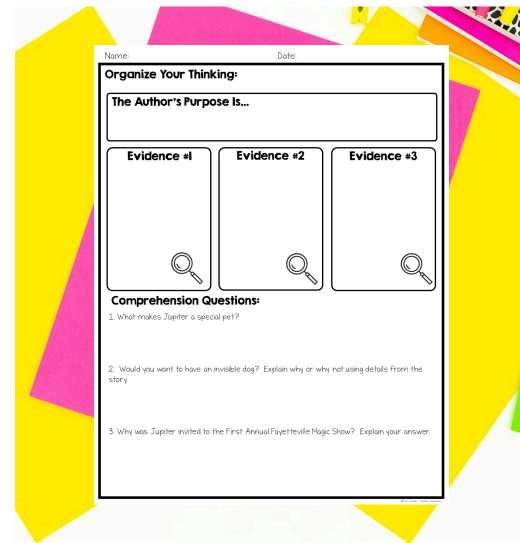 Name: Date:
Organize Your Thinking:
The Author's Purpose Is...
Evidence #1 Evidence #2 Evidence #3
Comprehension Questions:
1. What makes Jupiter a special pet?
2. Would you want to have an invisible dog? Explain why or why not using details from the
story.
3. Why was Jupiter invited to the First Annual Fayetteville Magic Show? Explain your answer.